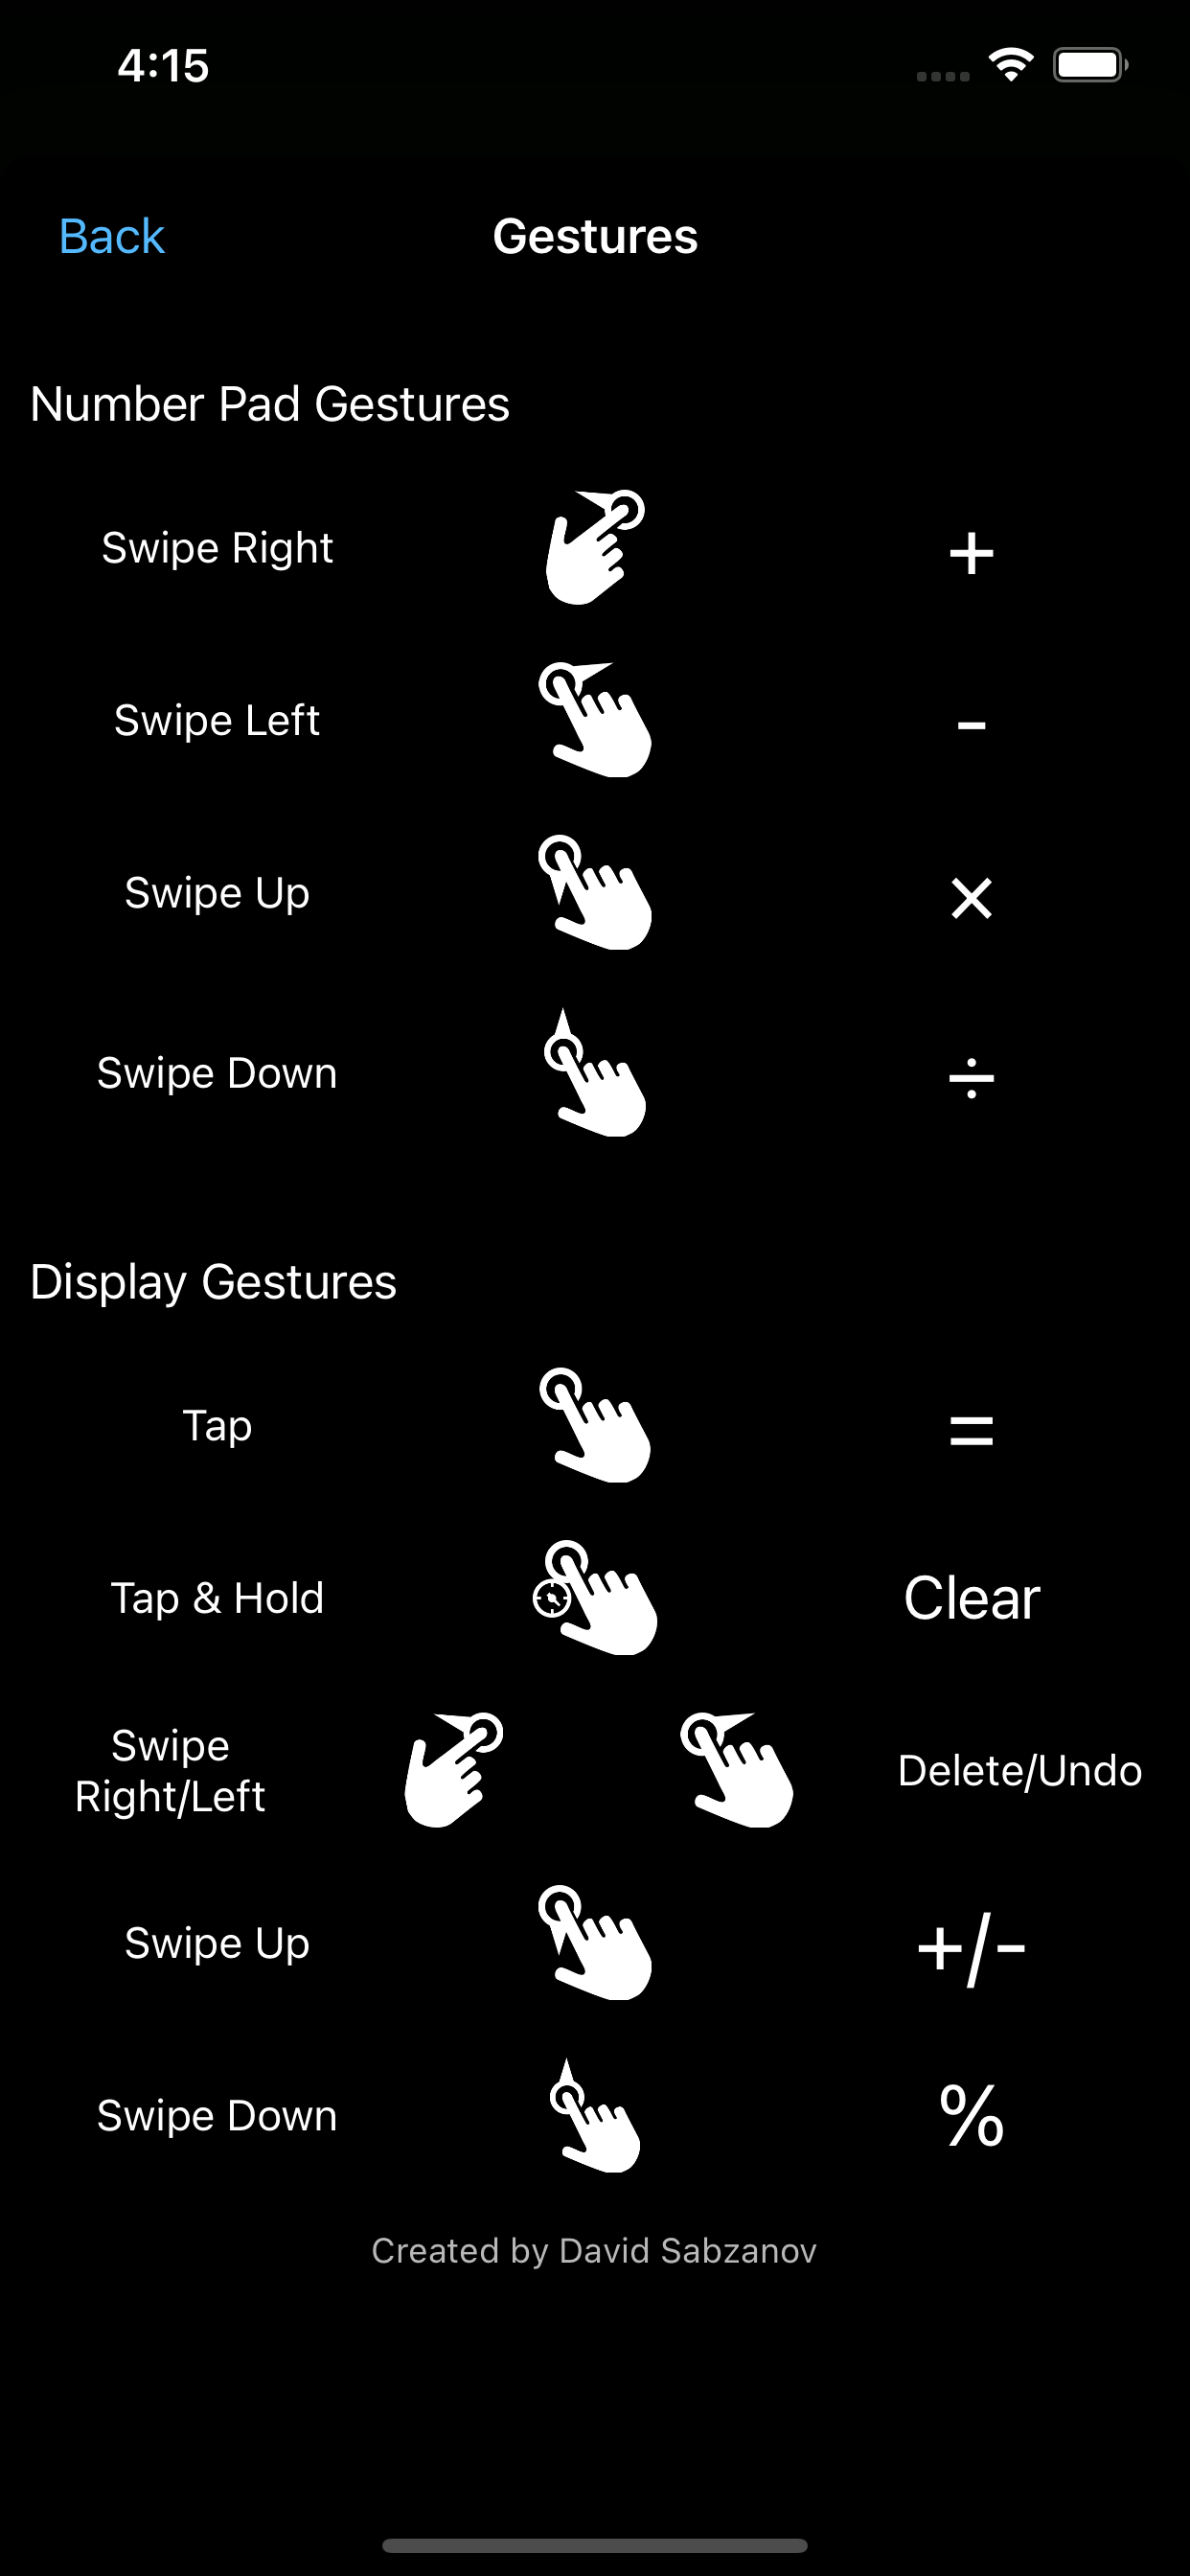 4:15
Back
Gestures
Number Pad Gestures
Swipe Right
+
Swipe Left
-
Swipe Up
×
Swipe Down
÷
Display Gestures
Tap
=
Tap & Hold
Clear
Swipe
Right/Left
Delete/Undo
Swipe Up
+/-
Swipe Down
%
Created by David Sabzanov